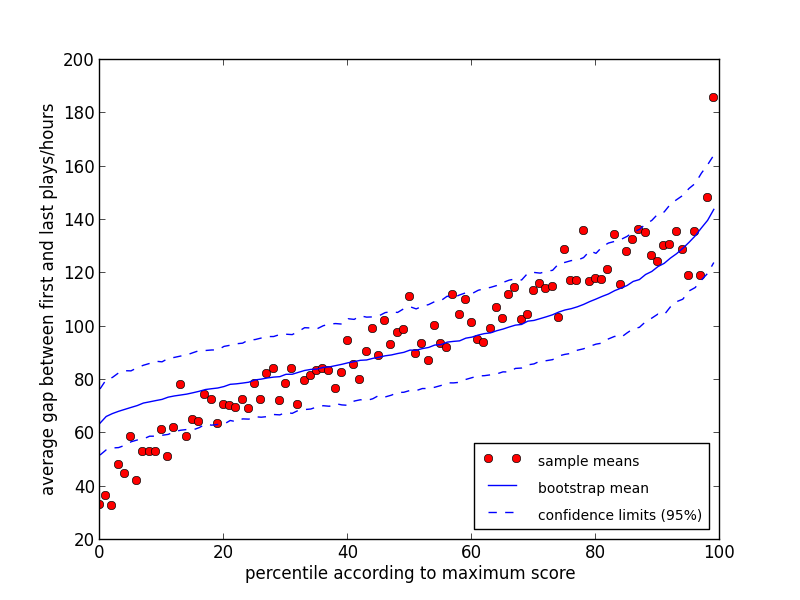 average gap between first and last plays/hours
200
180
160
140
120
100
80
60
40
20
sample means
bootstrap mean
confidence limits (95%)
0 20 40 60 80 100
percentile according to maximum score